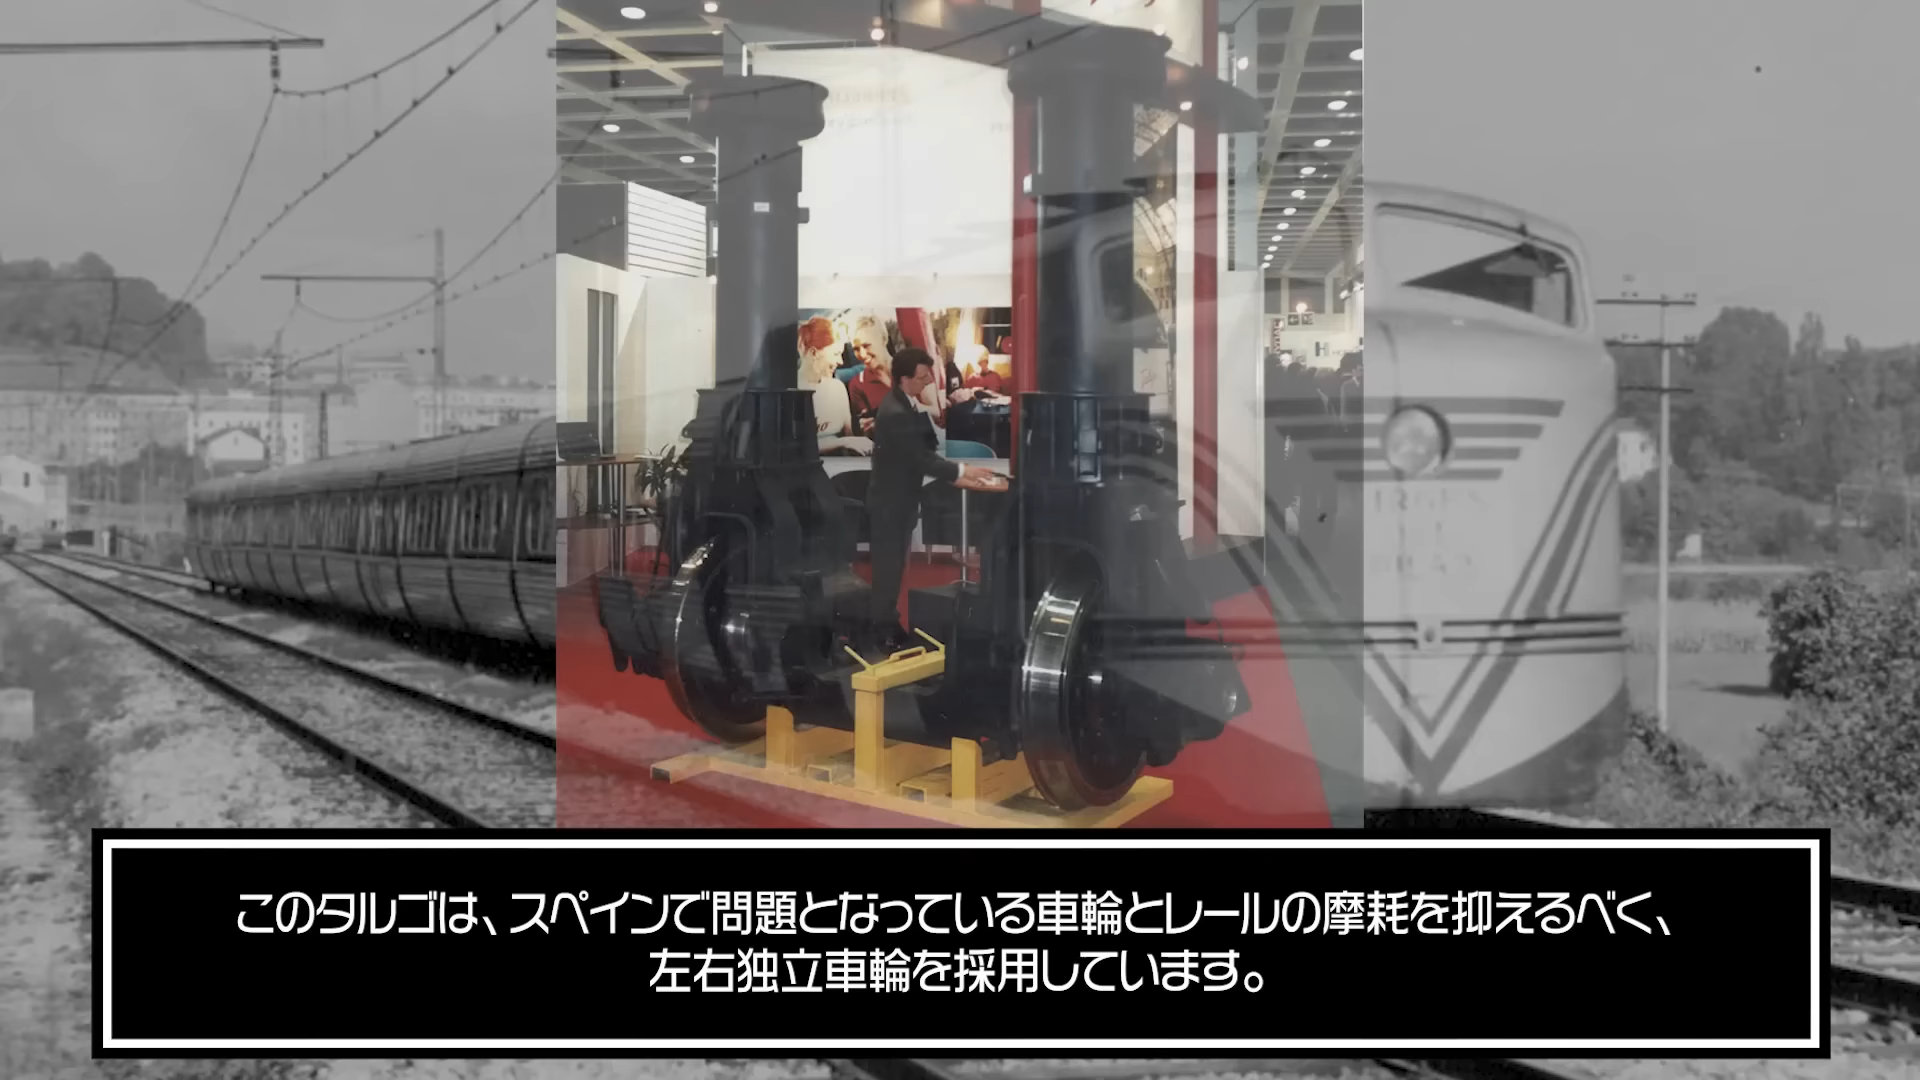 このタルゴは、スペインで問題となっている車輪とレールの摩耗を抑えるべく、
左右独立車輪を採用しています。